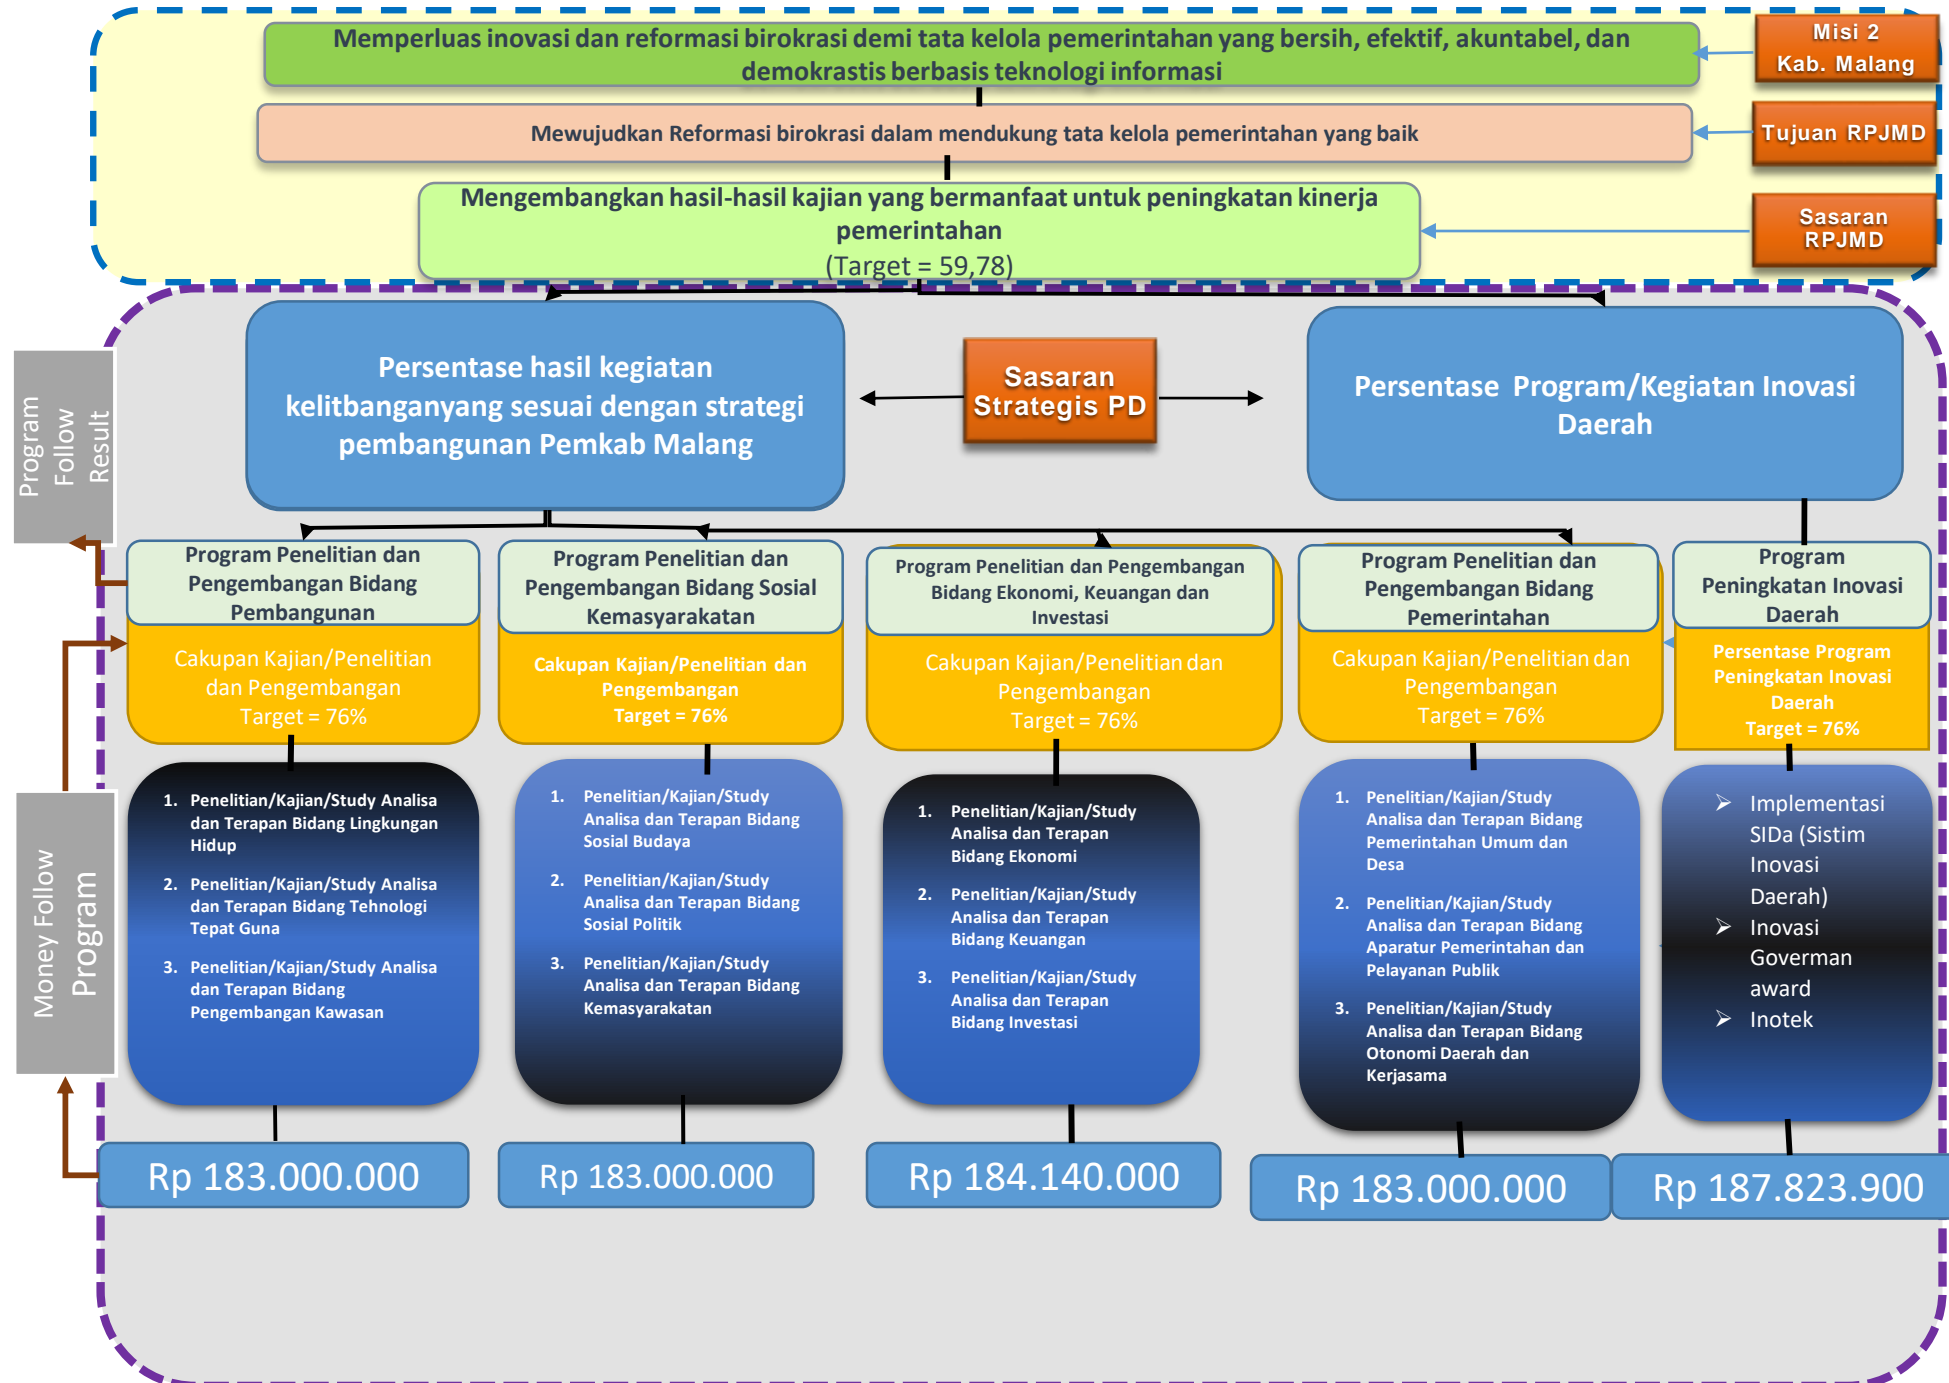 Memperluas inovasi dan reformasi birokrasi demi tata kelola pemerintahan yang bersih, efektif, akuntabel, dan
demokrastis berbasis teknologi informasi
Misi 2
Kab. Malang
Mewujudkan Reformasi birokrasi dalam mendukung tata kelola pemerintahan yang baik
Tujuan RPJMD
Mengembangkan hasil-hasil kajian yang bermanfaat untuk peningkatan kinerja
pemerintahan
(Target = 59,78)
Sasaran
RPJMD
Program
Follow
Result
Persentase hasil kegiatan
kelitbanganyang sesuai dengan strategi
pembangunan Pemkab Malang
Sasaran
Strategis PD
Persentase Program/Kegiatan Inovasi
Daerah
Program Penelitian dan
Pengembangan Bidang
Pembangunan
Cakupan Kajian/Penelitian
dan Pengembangan
Target = 76%
Program Penelitian dan
Pengembangan Bidang Sosial
Kemasyarakatan
Cakupan Kajian/Penelitian dan
Pengembangan
Target = 76%
Program Penelitian dan Pengembangan
Bidang Ekonomi, Keuangan dan
Investasi
Cakupan Kajian/Penelitian dan
Pengembangan
Target = 76%
Program Penelitian dan
Pengembangan Bidang
Pemerintahan
Cakupan Kajian/Penelitian dan
Pengembangan
Target = 76%
Program
Peningkatan Inovasi
Daerah
Persentase Program
Peningkatan Inovasi
Daerah
Target = 76%
Money Follow
Program
1. Penelitian/Kajian/Study Analisa
dan Terapan Bidang Lingkungan
Hidup
2. Penelitian/Kajian/Study Analisa
dan Terapan Bidang Tehnologi
Tepat Guna
3. Penelitian/Kajian/Study Analisa
dan Terapan Bidang
Pengembangan Kawasan
1. Penelitian/Kajian/Study
Analisa dan Terapan Bidang
Sosial Budaya
2. Penelitian/Kajian/Study
Analisa dan Terapan Bidang
Sosial Politik
3. Penelitian/Kajian/Study
Analisa dan Terapan Bidang
Kemasyarakatan
1. Penelitian/Kajian/Study
Analisa dan Terapan
Bidang Ekonomi
2. Penelitian/Kajian/Study
Analisa dan Terapan
Bidang Keuangan
3. Penelitian/Kajian/Study
Analisa dan Terapan
Bidang Investasi
1. Penelitian/Kajian/Study
Analisa dan Terapan Bidang
Pemerintahan Umum dan
Desa
2. Penelitian/Kajian/Study
Analisa dan Terapan Bidang
Aparatur Pemerintahan dan
Pelayanan Publik
3. Penelitian/Kajian/Study
Analisa dan Terapan Bidang
Otonomi Daerah dan
Kerjasama
➢ Implementasi
SIDa (Sistim
Inovasi
Daerah)
➢ Inovasi
Goverman
award
➢ Inotek
Rp 183.000.000
Rp 183.000.000
Rp 184.140.000
Rp 183.000.000
Rp 187.823.900